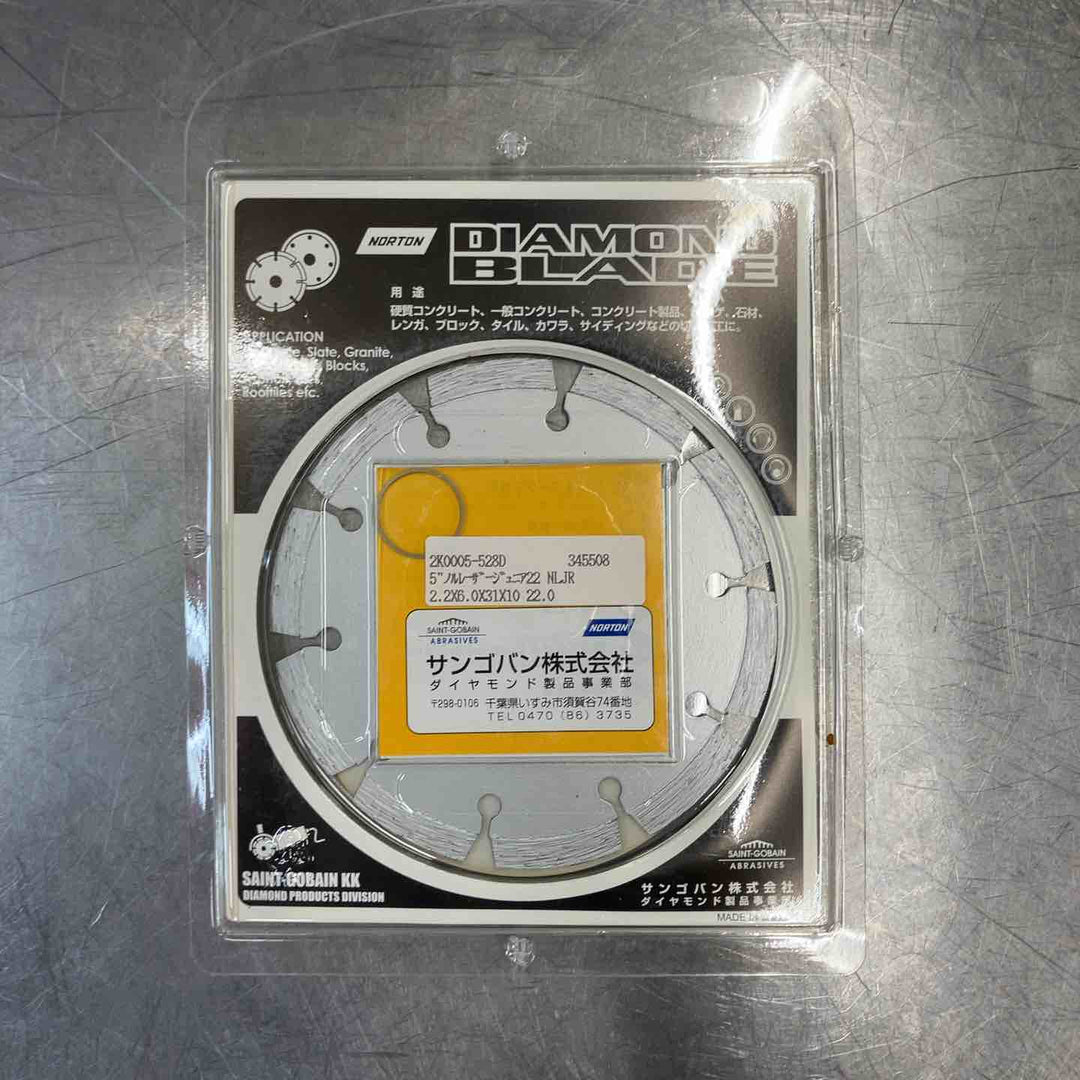 NORTON
DIAMOND
BLADE
用途
硬質コンクリート、一般コンクリート、コンクリート製品、石材、
レンガ、ブロック、タイル、カワラ、サイディングなどの
APPLICATION
Slate, Granite,
Blocks,
Rooftiles etc.
2K0005-528D 345508
5"ノルレーザージュニア22 NLJR
2.2X6.0X31X10 22.0
SAINT-GOBAIN
ABRASIVES
NORTON
サンゴバン株式会社
ダイヤモンド製品事業部
〒298-0106 千葉県いすみ市須賀谷74番地
TEL0470(86)3735
SAINT-GOBAIN KK
DIAMOND PRODUCTS DIVISION
SAINT-GOBAIN
ABRASIVES
サンゴバン株式会社
ダイヤモンド製品事業部
MADE IN